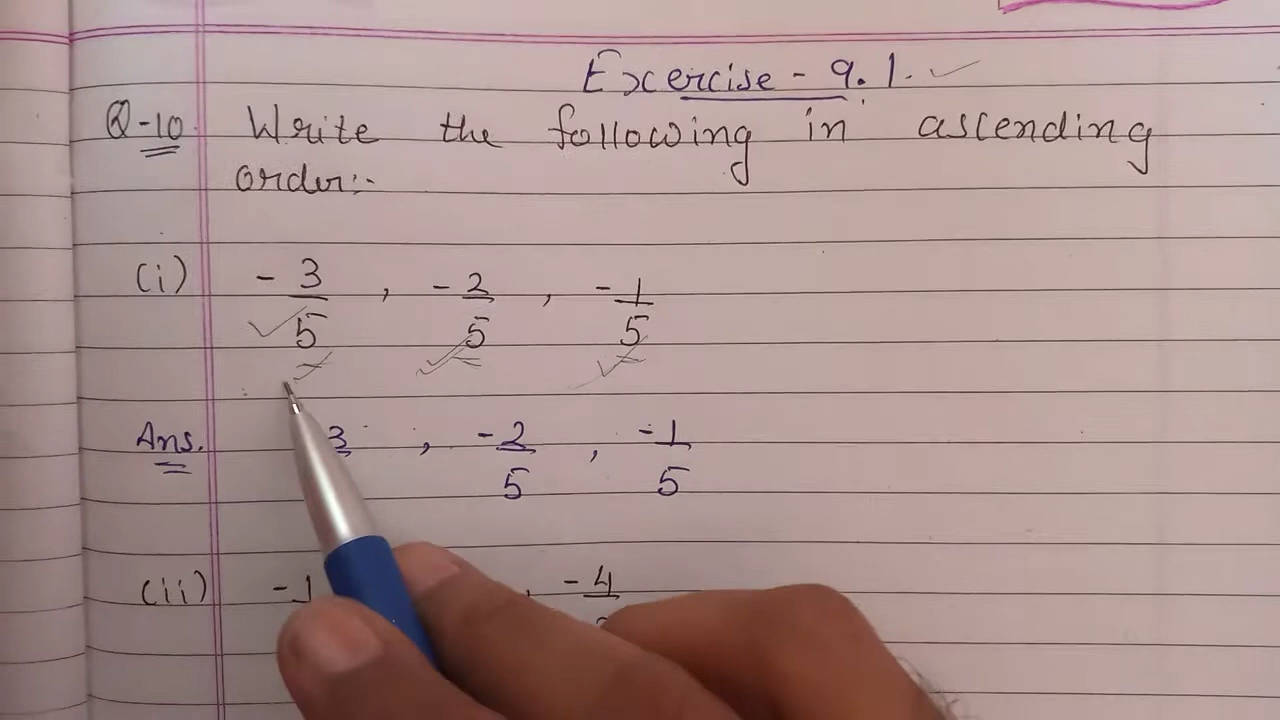 Exercise - 9.1.
Q-10 Write the following in ascending
order:-
(i) -3/5 , -2/5 , -1/5
Ans. 3 , -2/5 , -1/5
(ii) -1 , -4